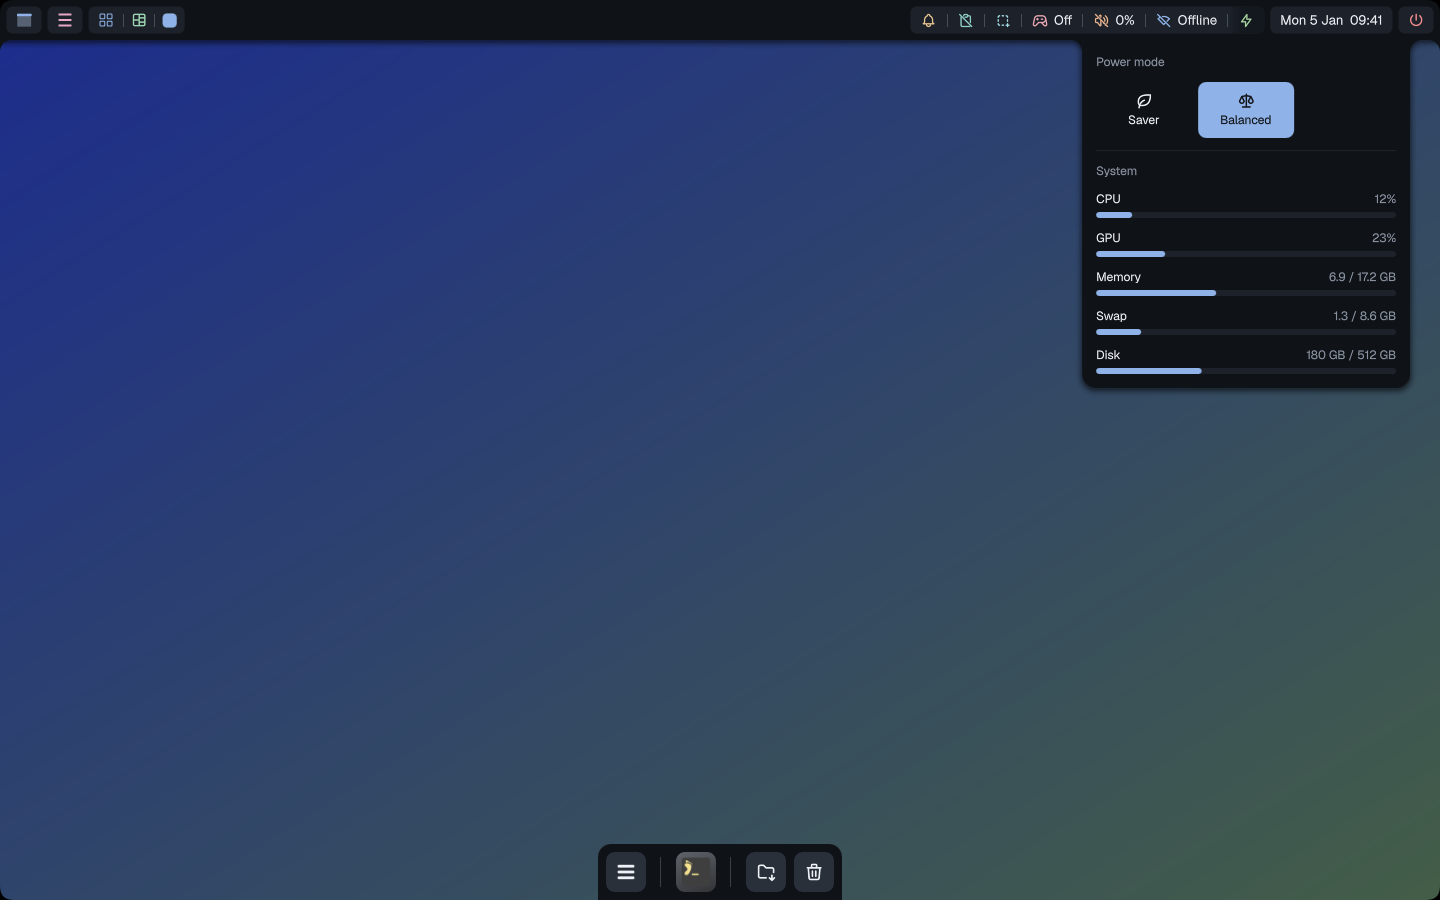 Off
0%
Offline
Mon 5 Jan 09:41
Power mode
Saver
Balanced
System
CPU 12%
GPU 23%
Memory 6.9 / 17.2 GB
Swap 1.3 / 8.6 GB
Disk 180 GB / 512 GB